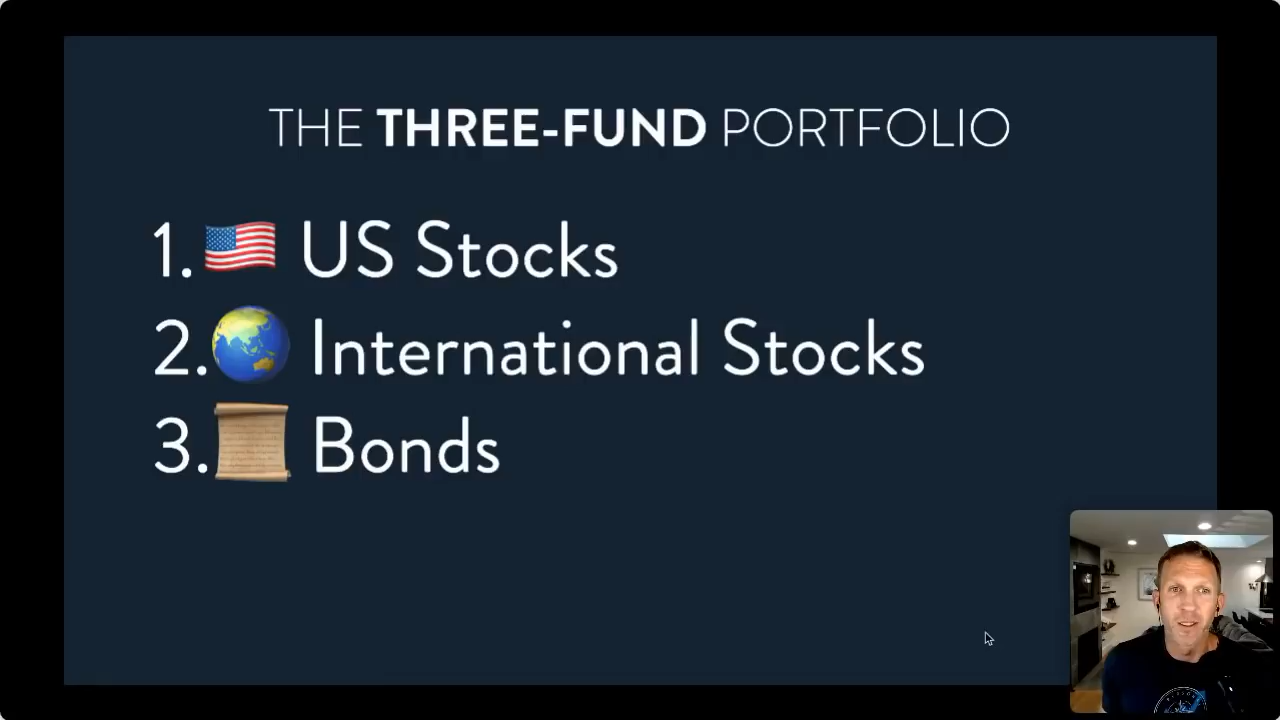 THE THREE-FUND PORTFOLIO
1. US Stocks
2. International Stocks
3. Bonds